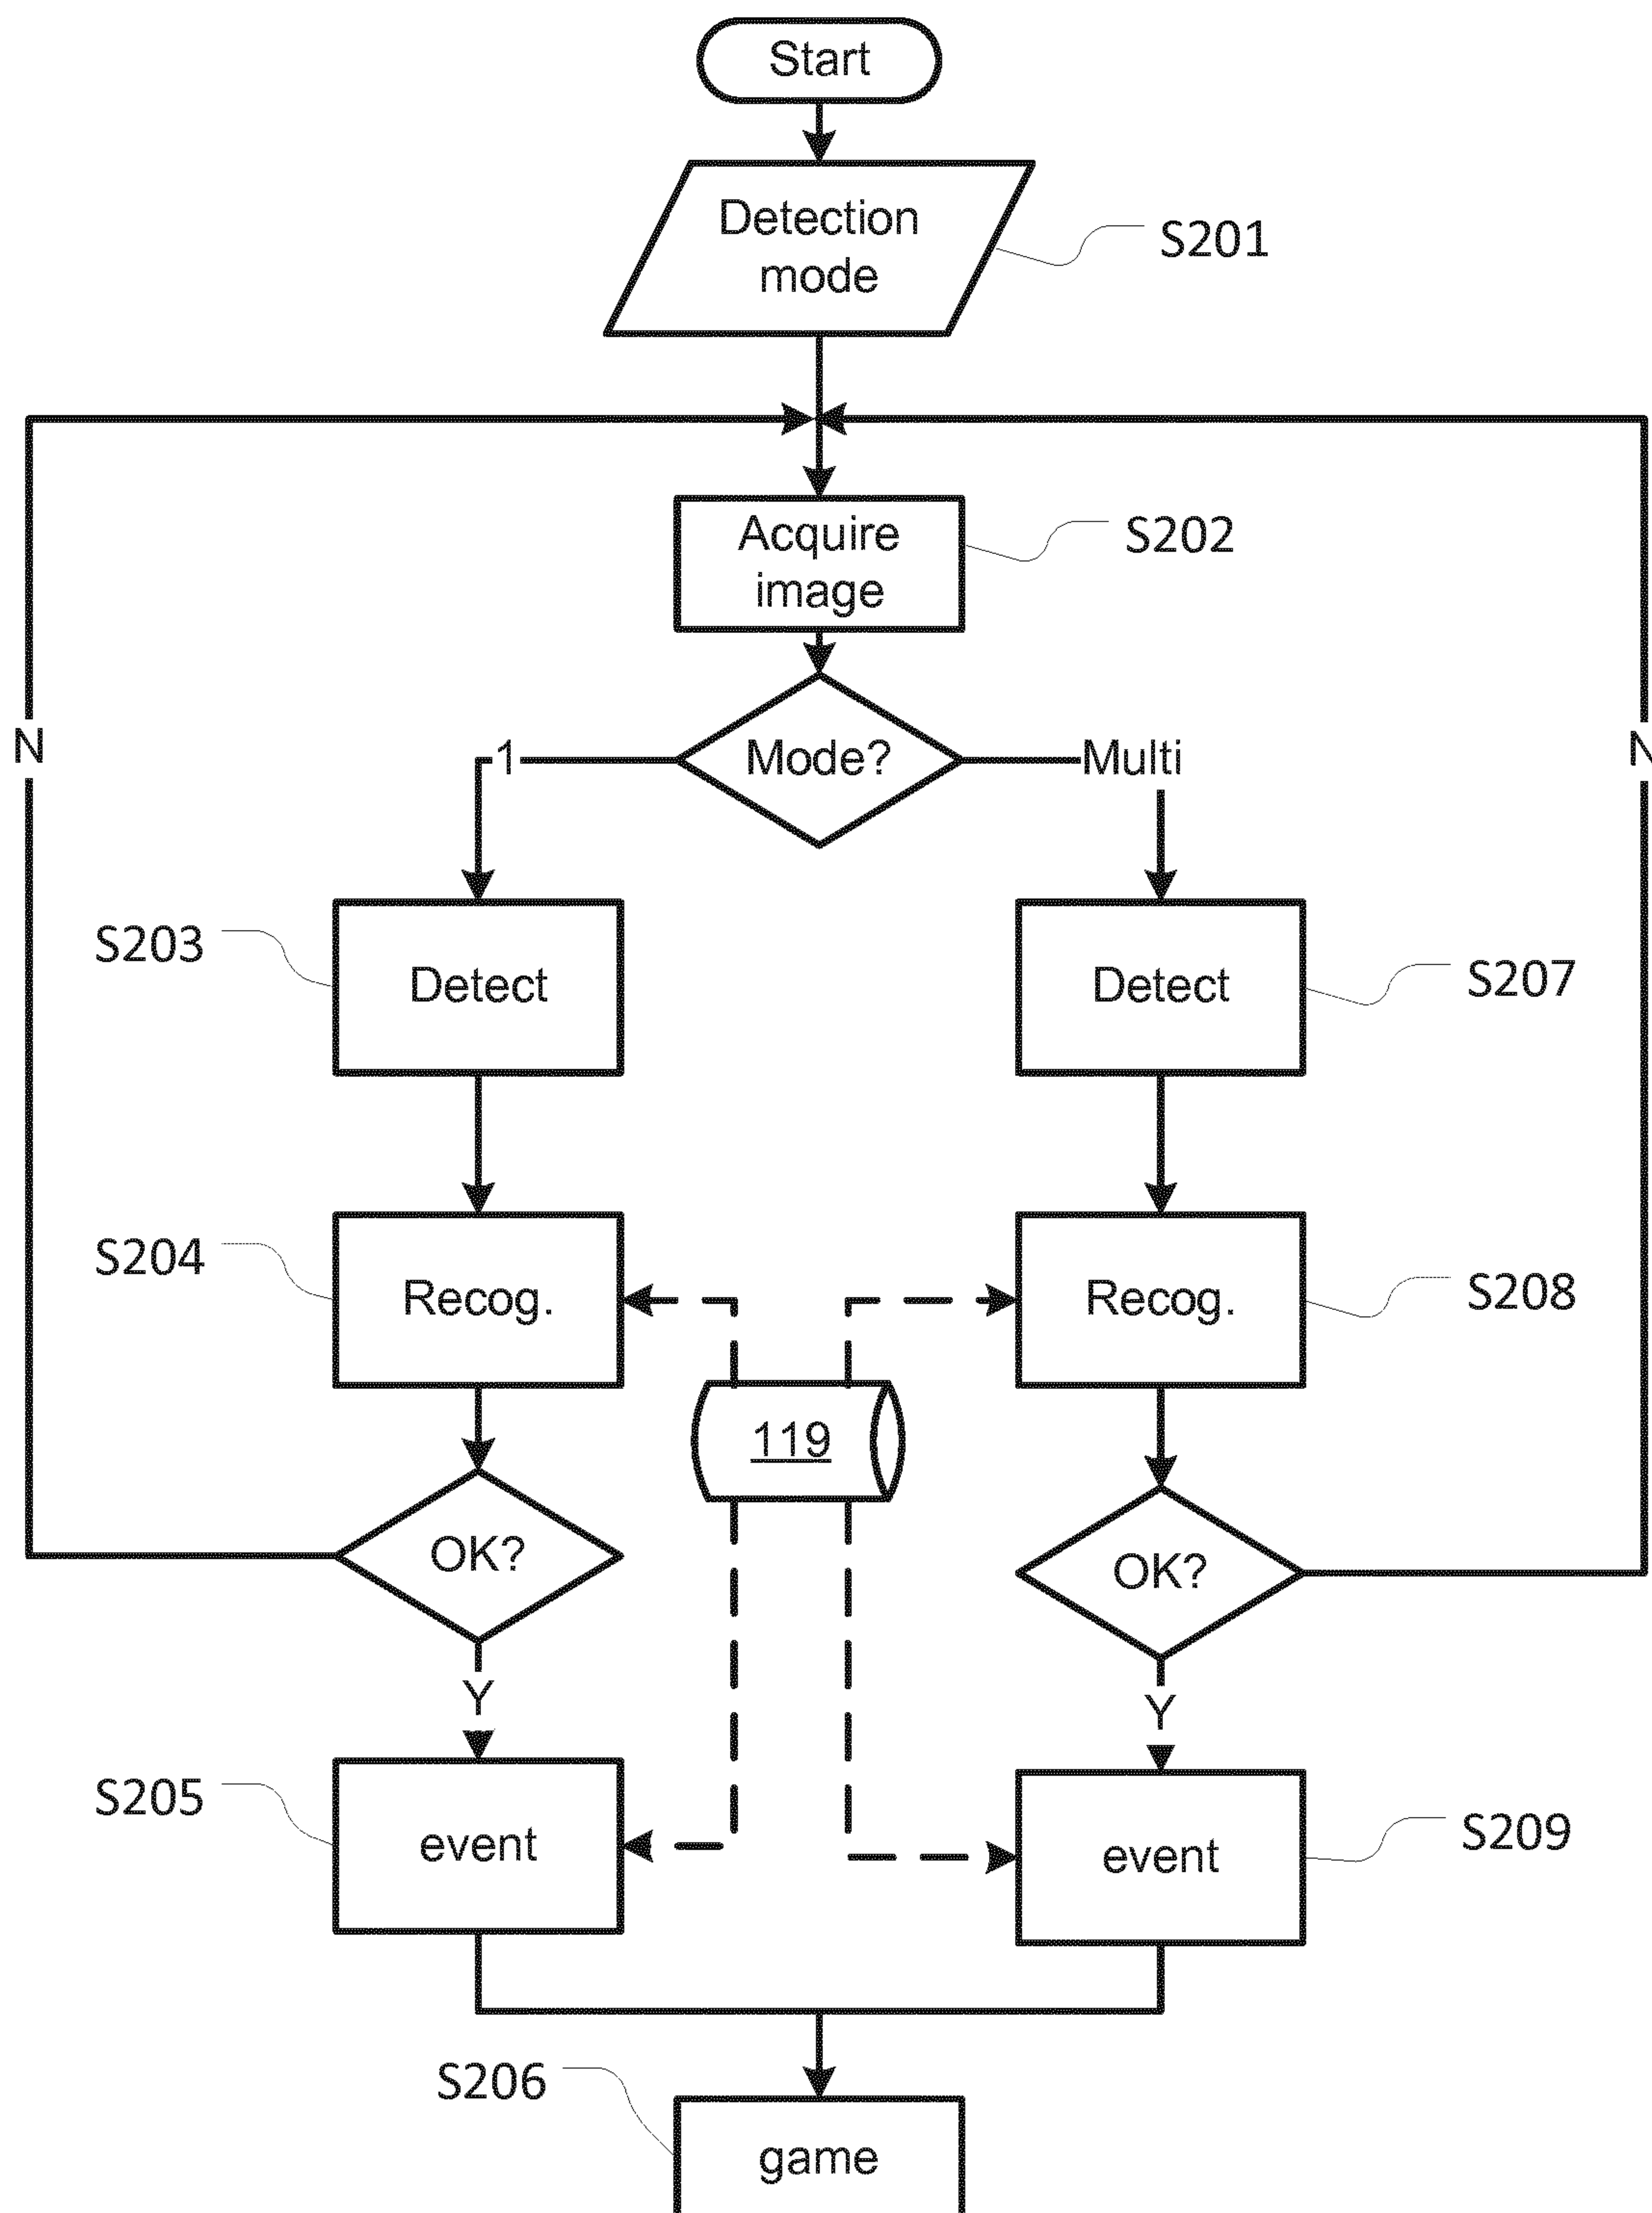 Start
Detection
mode
S201
Acquire
image
S202
N
1
Mode?
Multi
N
S203
Detect
Detect
S207
S204
Recog.
Recog.
S208
119
OK?
OK?
Y
Y
S205
event
event
S209
S206
game